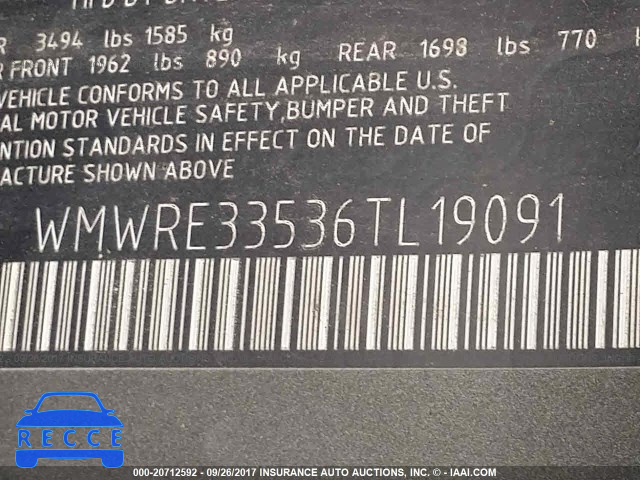 MFD BY
R 3494 lbs 1585 kg
R FRONT 1962 lbs 890 kg REAR 1698 lbs 770
VEHICLE CONFORMS TO ALL APPLICABLE U.S.
AL MOTOR VEHICLE SAFETY,BUMPER AND THEFT
NTION STANDARDS IN EFFECT ON THE DATE OF
ACTURE SHOWN ABOVE
WMWRE33536TL19091
RECCE
000-20712592 - 09/26/2017 INSURANCE AUTO AUCTIONS, INC. - IAAI.COM